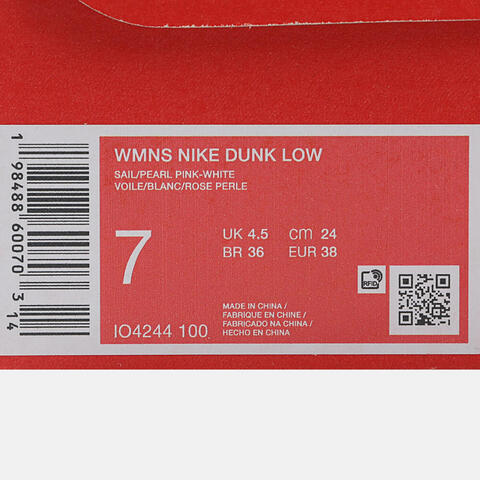 WMNS NIKE DUNK LOW
SAIL/PEARL PINK-WHITE
VOILE/BLANC/ROSE PERLE
7
UK 4.5 cm 24
BR 36 EUR 38
RFID
MADE IN CHINA /
FABRIQUE EN CHINE /
FABRICADO NA CHINA /
HECHO EN CHINA
IO4244 100
1 98488 60070 3 14